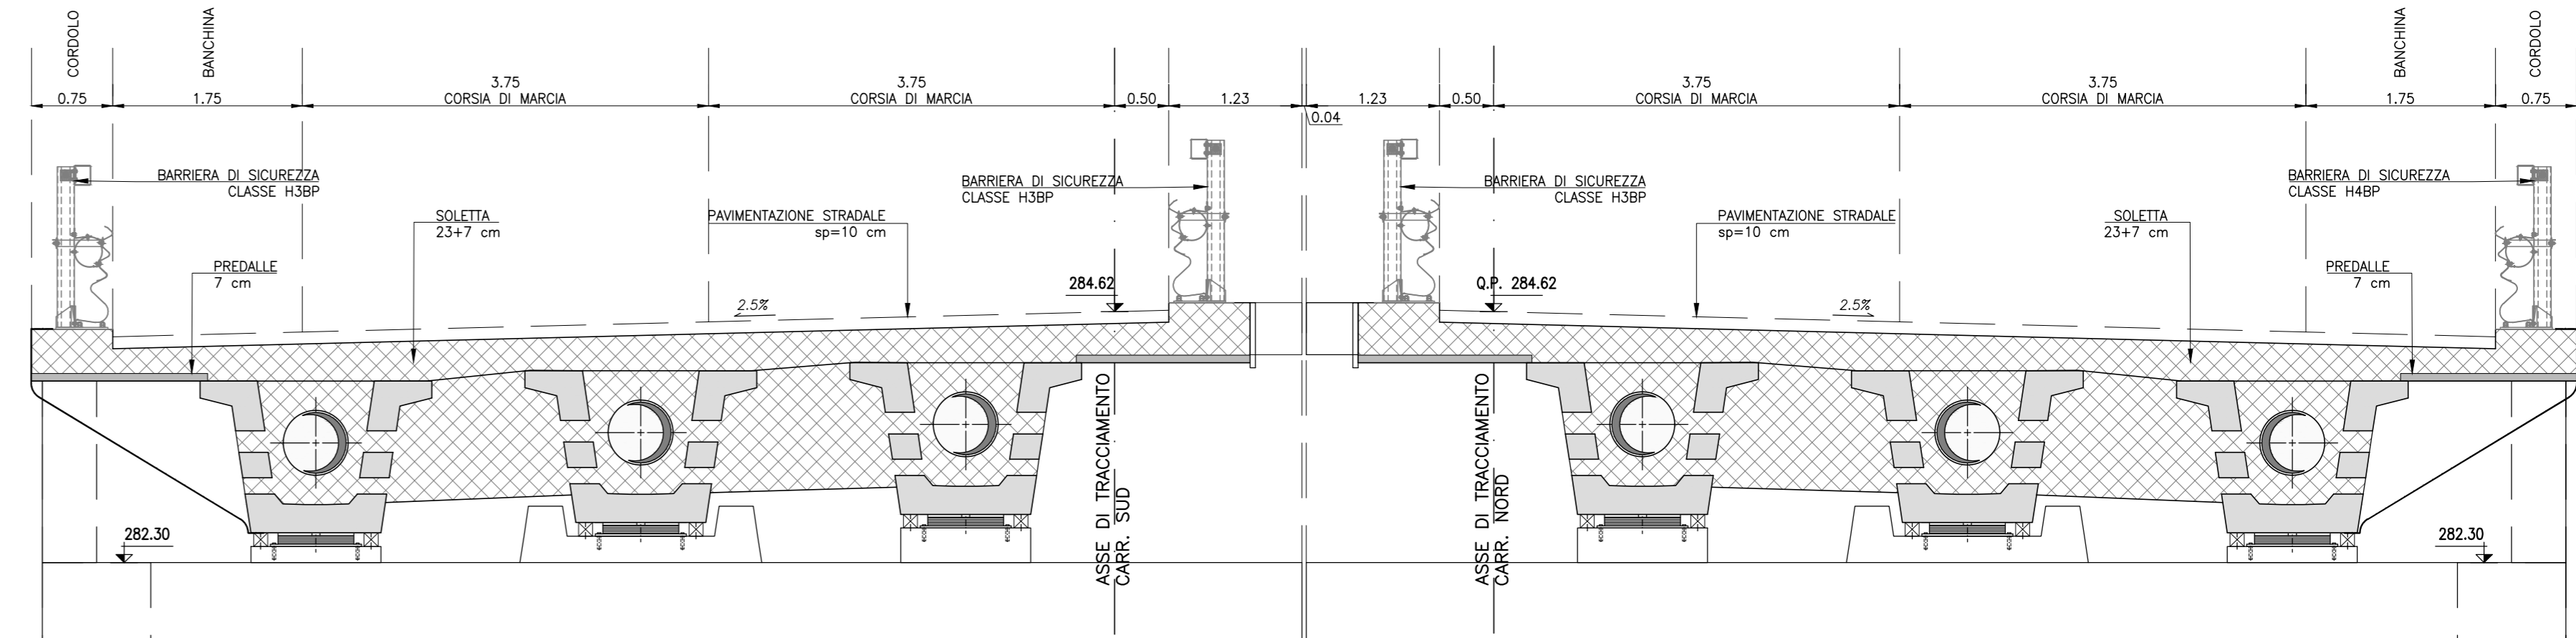 CORDOLO
BANCHINA
BANCHINA
CORDOLO
3.75
3.75
3.75
3.75
0.75
1.75
CORSIA DI MARCIA
CORSIA DI MARCIA
0.50
1.23
1.23
0.50
CORSIA DI MARCIA
CORSIA DI MARCIA
1.75
0.75
0.04
BARRIERA DI SICUREZZA
CLASSE H3BP
BARRIERA DI SICUREZZA
CLASSE H3BP
BARRIERA DI SICUREZZA
CLASSE H3BP
BARRIERA DI SICUREZZA
CLASSE H4BP
SOLETTA
23+7 cm
PAVIMENTAZIONE STRADALE
sp=10 cm
PAVIMENTAZIONE STRADALE
sp=10 cm
SOLETTA
23+7 cm
PREDALLE
7 cm
PREDALLE
7 cm
284.62
Q.P. 284.62
2.5%
2.5%
ASSE DI TRACCIAMENTO
CARR. SUD
ASSE DI TRACCIAMENTO
CARR. NORD
282.30
282.30